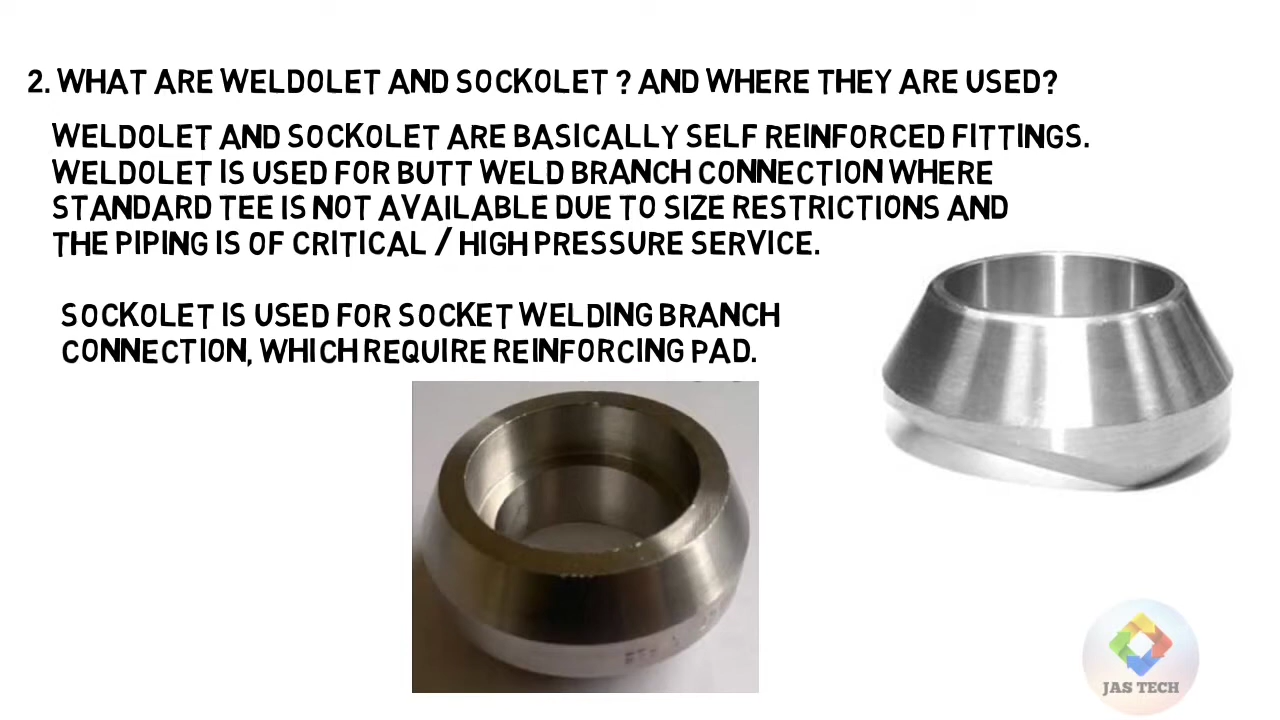 2. WHAT ARE WELDOLET AND SOCKOLET ? AND WHERE THEY ARE USED?
WELDOLET AND SOCKOLET ARE BASICALLY SELF REINFORCED FITTINGS.
WELDOLET IS USED FOR BUTT WELD BRANCH CONNECTION WHERE
STANDARD TEE IS NOT AVAILABLE DUE TO SIZE RESTRICTIONS AND
THE PIPING IS OF CRITICAL / HIGH PRESSURE SERVICE.
SOCKOLET IS USED FOR SOCKET WELDING BRANCH
CONNECTION, WHICH REQUIRE REINFORCING PAD.
JAS TECH